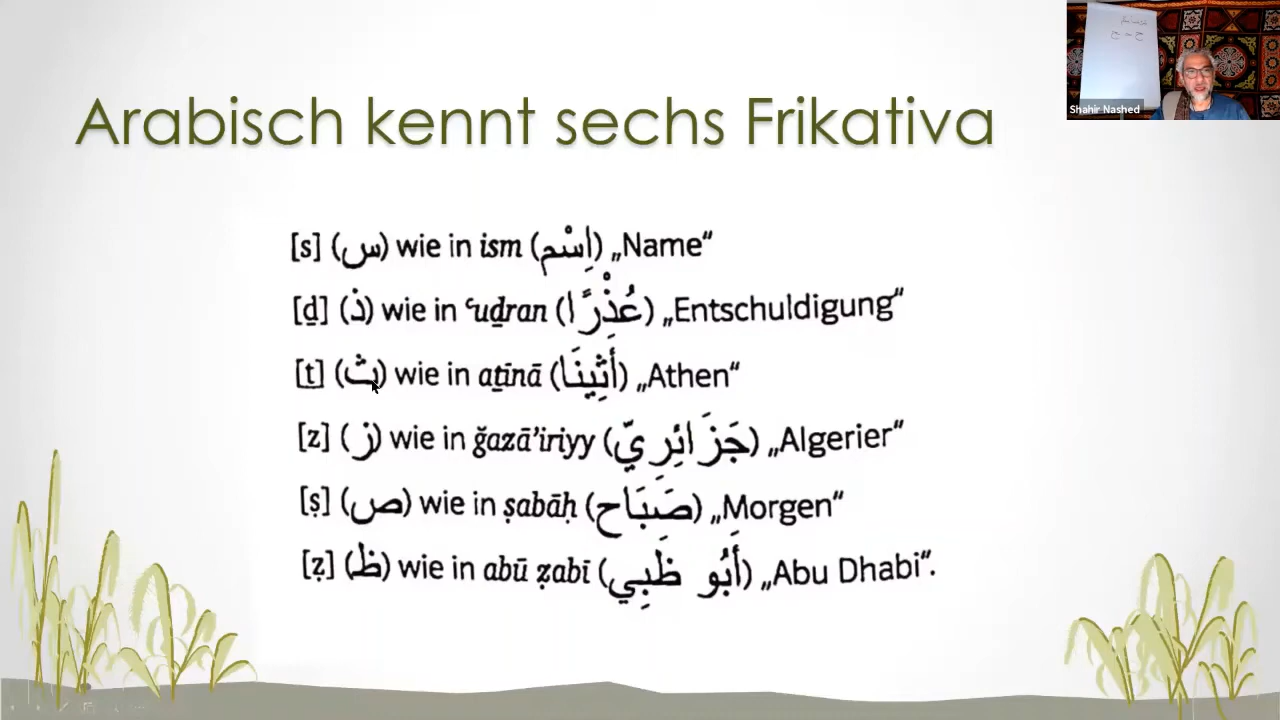 Arabisch kennt sechs Frikativa
[s] (س) wie in ism (اِسْم) „Name“
[ḏ] (ذ) wie in ʿuḏran (عُذْرًا) „Entschuldigung“
[ṯ] (ث) wie in aṯīnā (أَثِينَا) „Athen“
[z] (ز) wie in ǧazā’iriyy (جَزَائِرِيّ) „Algerier“
[ṣ] (ص) wie in ṣabāḥ (صَبَاح) „Morgen“
[ẓ] (ظ) wie in abū ẓabī (أَبُو ظَبِي) „Abu Dhabi“.
Shahir Nashed